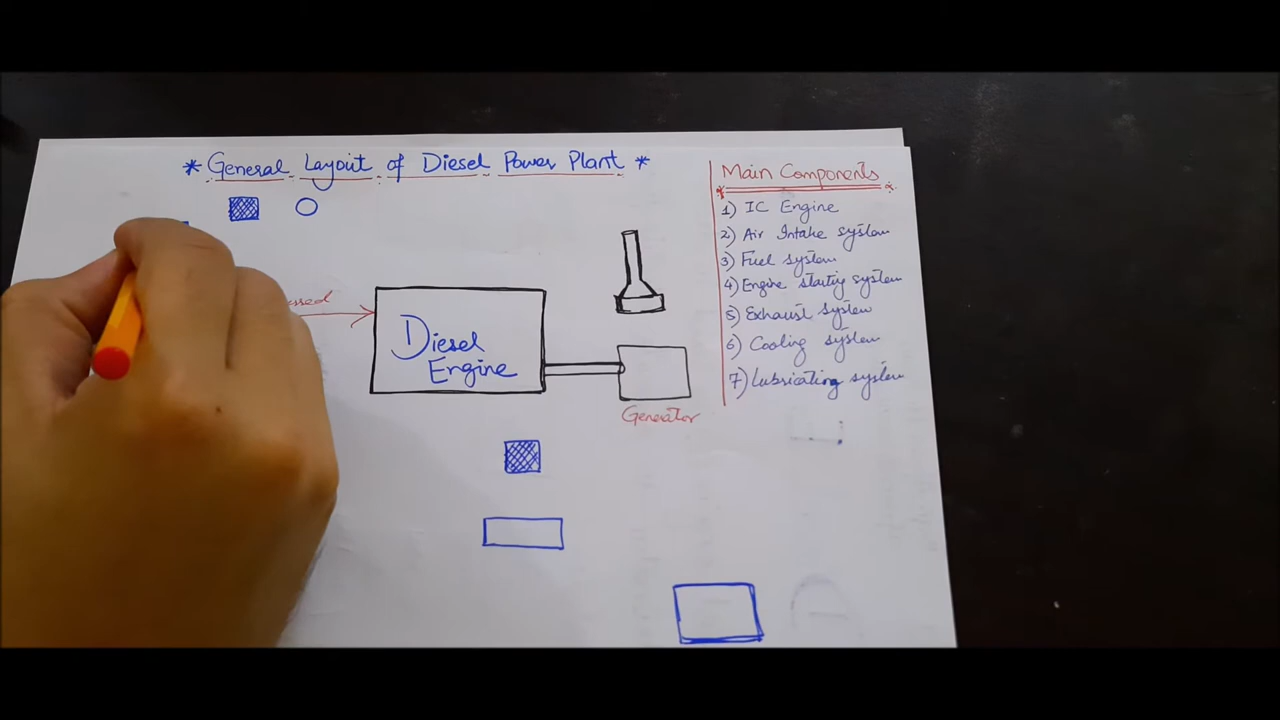 * General Layout of Diesel Power Plant *
Main Components
1) IC Engine
2) Air Intake system
3) Fuel system
4) Engine starting system
5) Exhaust system
6) Cooling system
7) Lubricating system
Diesel
Engine
Generator